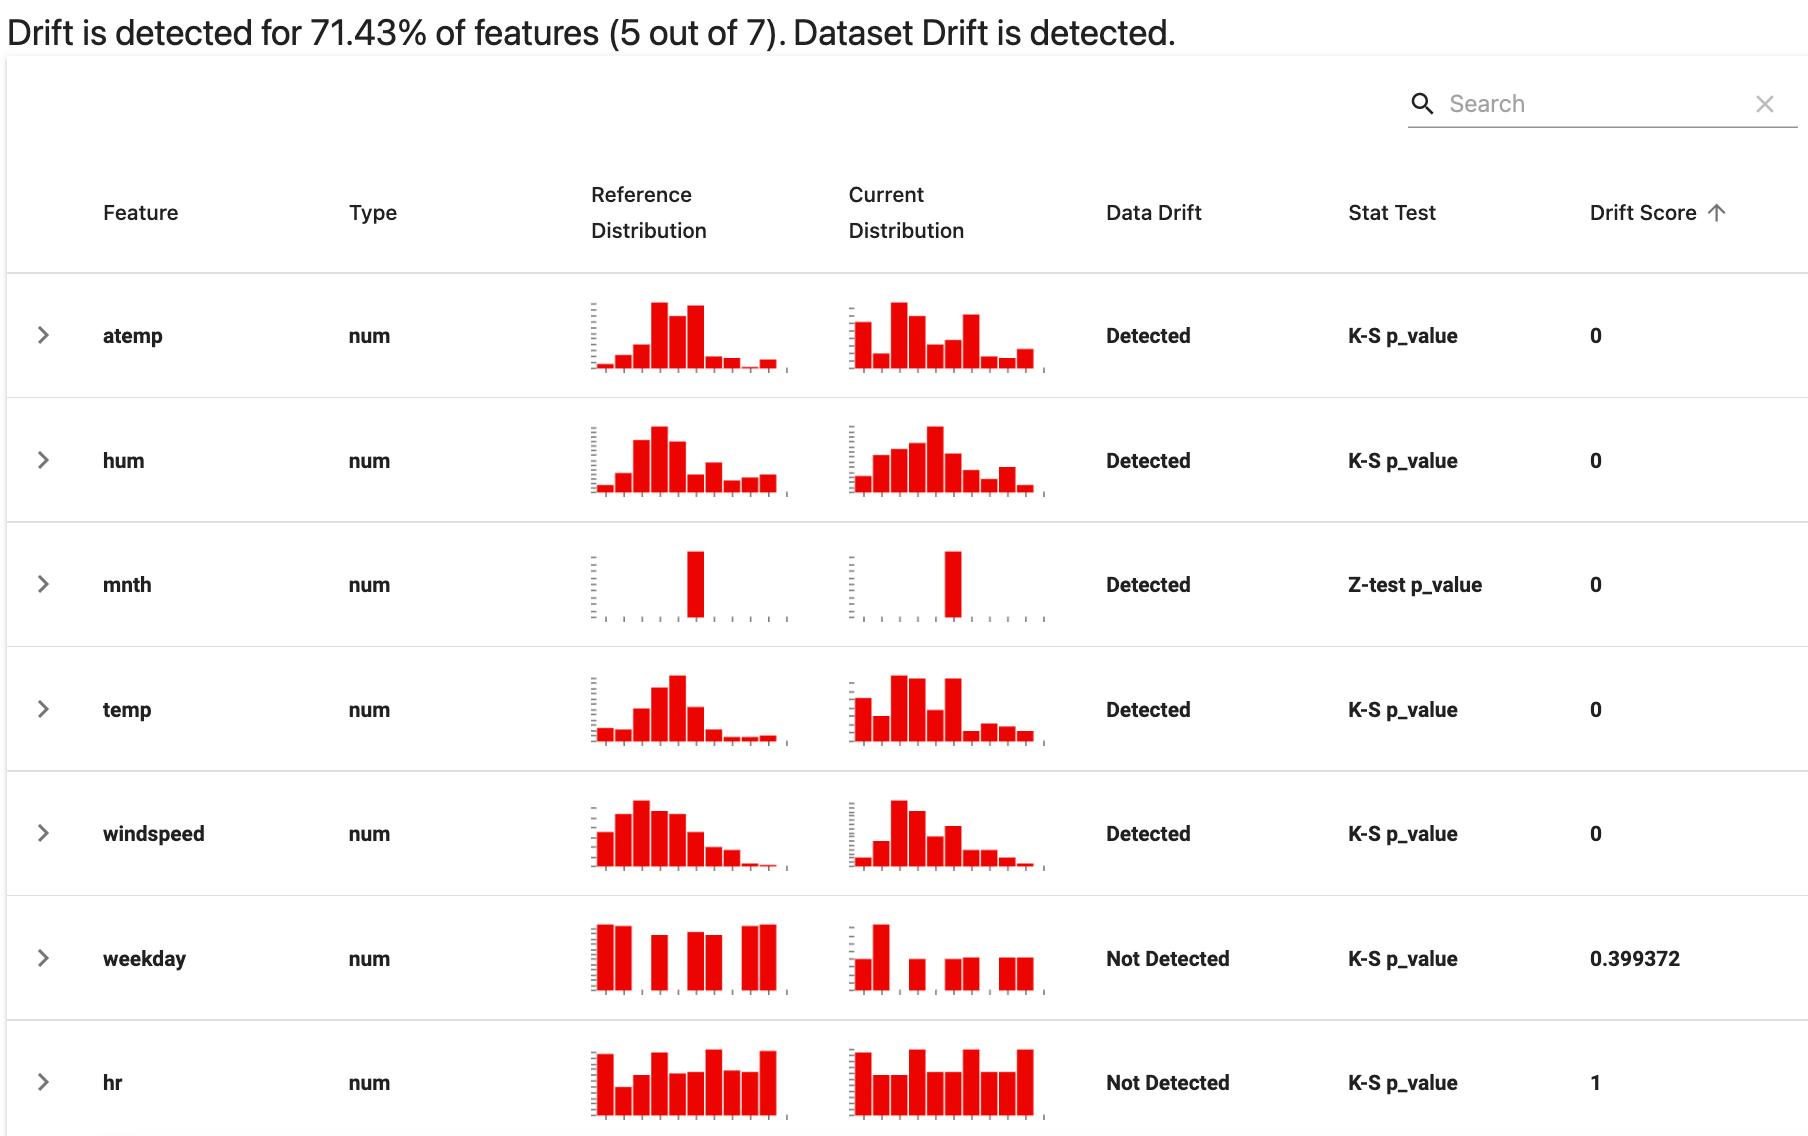 Drift is detected for 71.43% of features (5 out of 7). Dataset Drift is detected.
Search
Feature Type Reference Distribution Current Distribution Data Drift Stat Test Drift Score
atemp num Detected K-S p_value 0
hum num Detected K-S p_value 0
mnth num Detected Z-test p_value 0
temp num Detected K-S p_value 0
windspeed num Detected K-S p_value 0
weekday num Not Detected K-S p_value 0.399372
hr num Not Detected K-S p_value 1